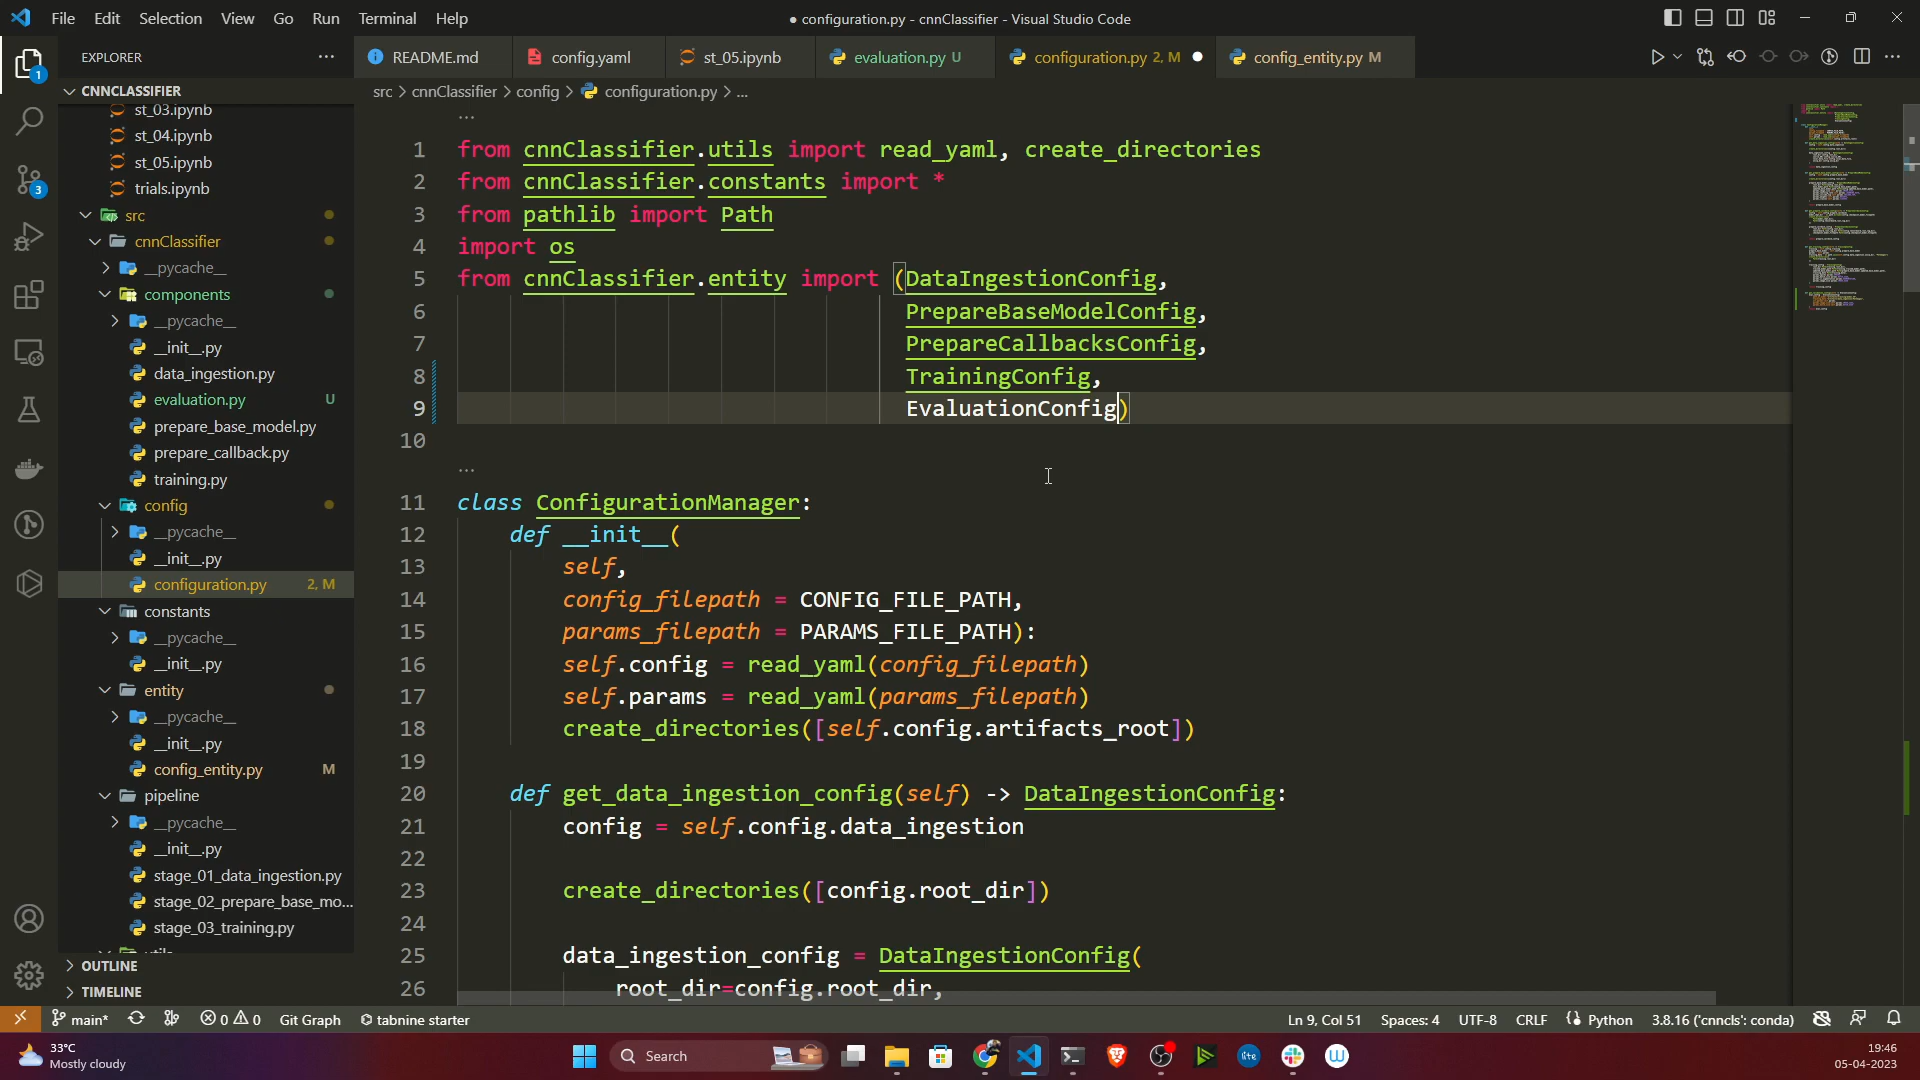 File Edit Selection View Go Run Terminal Help
● configuration.py - cnnClassifier - Visual Studio Code
EXPLORER
README.md
config.yaml
st_05.ipynb
evaluation.py U
configuration.py 2, M
config_entity.py M
CNNCLASSIFIER
src > cnnClassifier > config > configuration.py > ...
st_03.ipynb
st_04.ipynb
st_05.ipynb
trials.ipynb
src
cnnClassifier
__pycache__
components
__pycache__
__init__.py
data_ingestion.py
evaluation.py U
prepare_base_model.py
prepare_callback.py
training.py
config
__pycache__
__init__.py
configuration.py 2, M
constants
__pycache__
__init__.py
entity
__pycache__
__init__.py
config_entity.py M
pipeline
__pycache__
__init__.py
stage_01_data_ingestion.py
stage_02_prepare_base_mo...
stage_03_training.py
OUTLINE
TIMELINE
1
3
...
1 from cnnClassifier.utils import read_yaml, create_directories
2 from cnnClassifier.constants import *
3 from pathlib import Path
4 import os
5 from cnnClassifier.entity import (DataIngestionConfig,
6 PrepareBaseModelConfig,
7 PrepareCallbacksConfig,
8 TrainingConfig,
9 EvaluationConfig)
10
...
11 class ConfigurationManager:
12 def __init__(
13 self,
14 config_filepath = CONFIG_FILE_PATH,
15 params_filepath = PARAMS_FILE_PATH):
16 self.config = read_yaml(config_filepath)
17 self.params = read_yaml(params_filepath)
18 create_directories([self.config.artifacts_root])
19
20 def get_data_ingestion_config(self) -> DataIngestionConfig:
21 config = self.config.data_ingestion
22
23 create_directories([config.root_dir])
24
25 data_ingestion_config = DataIngestionConfig(
26 root_dir=config.root_dir,
main* 0 0 Git Graph tabnine starter
Ln 9, Col 51 Spaces: 4 UTF-8 CRLF Python 3.8.16 ('cnncls': conda)
33°C
Mostly cloudy
Search
lite
19:46
05-04-2023